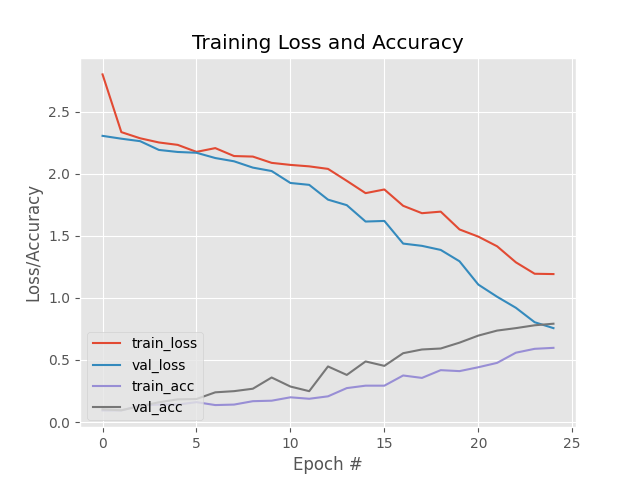 Training Loss and Accuracy
Loss/Accuracy
2.5
2.0
1.5
1.0
0.5
0.0
train_loss
val_loss
train_acc
val_acc
0 5 10 15 20 25
Epoch #